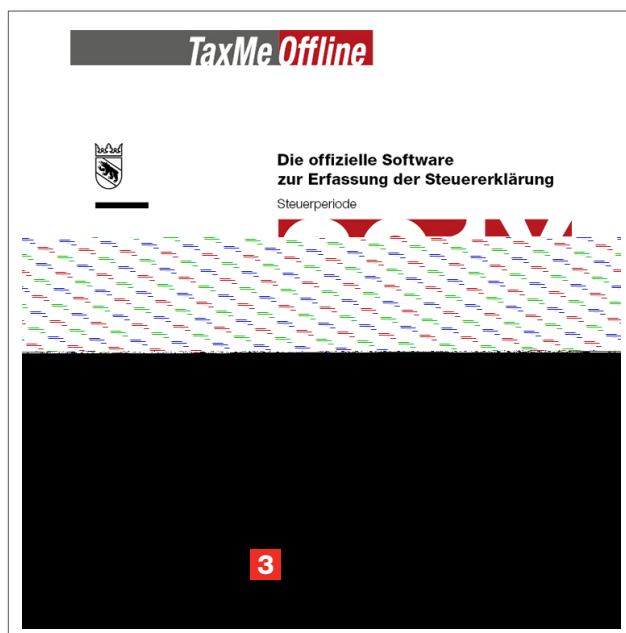 TaxMe Offline
Die offizielle Software
zur Erfassung der Steuererklärung
Steuerperiode
3